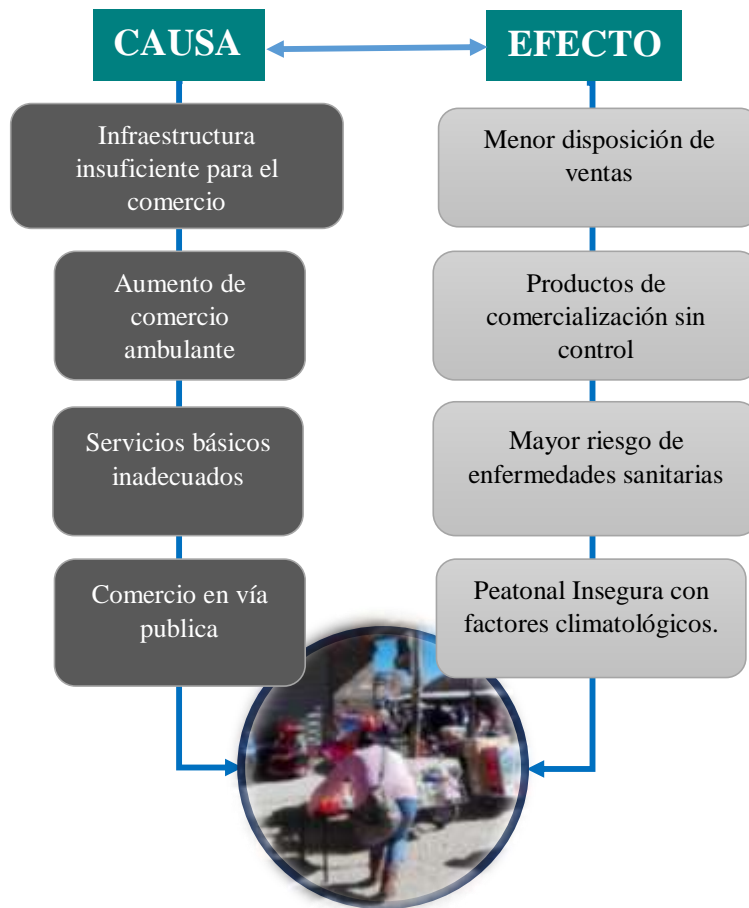 CAUSA
EFECTO
Infraestructura
insuficiente para el
comercio
Menor disposición de
ventas
Aumento de
comercio
ambulante
Productos de
comercialización sin
control
Servicios básicos
inadecuados
Mayor riesgo de
enfermedades sanitarias
Comercio en vía
publica
Peatonal Insegura con
factores climatológicos.